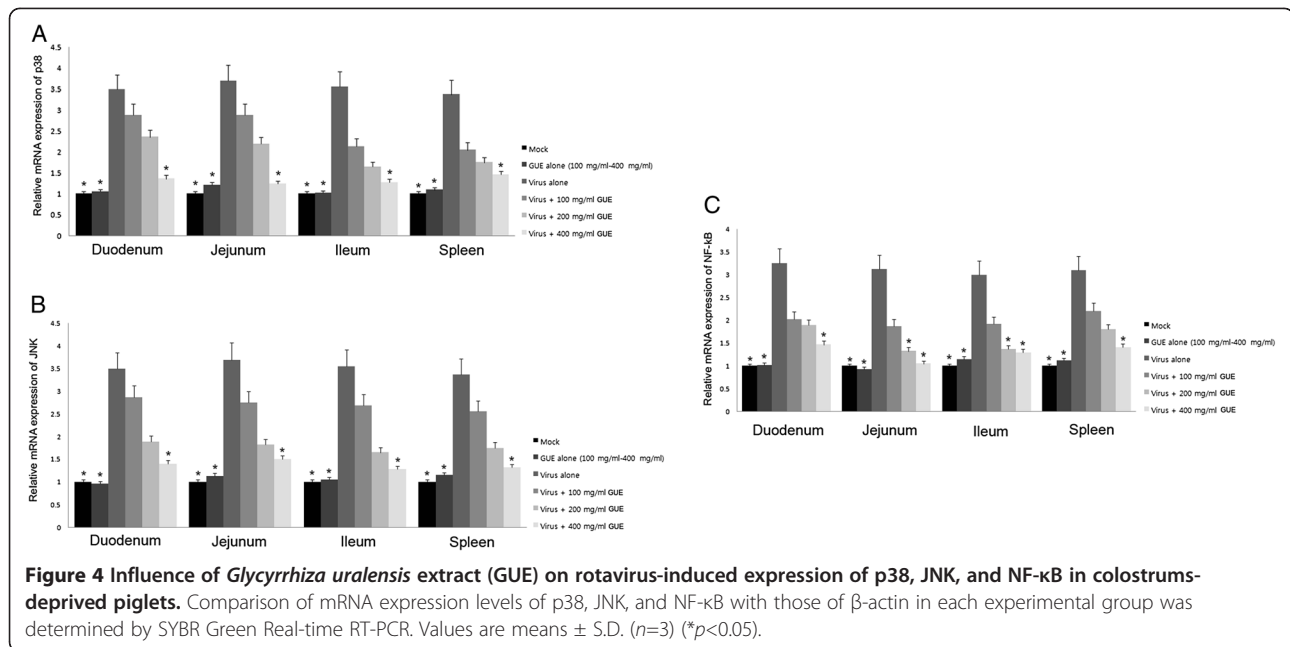 A
Relative mRNA expression of p38
4.5
4
3.5
3
2.5
2
1.5
1
0.5
0
* * * * * * * * * * * *
Duodenum Jejunum Ileum Spleen
Mock
GUE alone (100 mg/ml-400 mg/ml)
Virus alone
Virus + 100 mg/ml GUE
Virus + 200 mg/ml GUE
Virus + 400 mg/ml GUE
B
Relative mRNA expression of JNK
4.5
4
3.5
3
2.5
2
1.5
1
0.5
0
* * * * * * * * * * * *
Duodenum Jejunum Ileum Spleen
Mock
GUE alone (100 mg/ml-400 mg/ml)
Virus alone
Virus + 100 mg/ml GUE
Virus + 200 mg/ml GUE
Virus + 400 mg/ml GUE
C
Relative mRNA expression of NF-kB
4
3.5
3
2.5
2
1.5
1
0.5
0
* * * * * * * * * * * * * *
Duodenum Jejunum Ileum Spleen
Mock
GUE alone (100 mg/ml-400 mg/ml)
Virus alone
Virus + 100 mg/ml GUE
Virus + 200 mg/ml GUE
Virus + 400 mg/ml GUE
Figure 4 Influence of Glycyrrhiza uralensis extract (GUE) on rotavirus-induced expression of p38, JNK, and NF-κB in colostrums-
deprived piglets. Comparison of mRNA expression levels of p38, JNK, and NF-κB with those of β-actin in each experimental group was
determined by SYBR Green Real-time RT-PCR. Values are means ± S.D. (n=3) (*p<0.05).